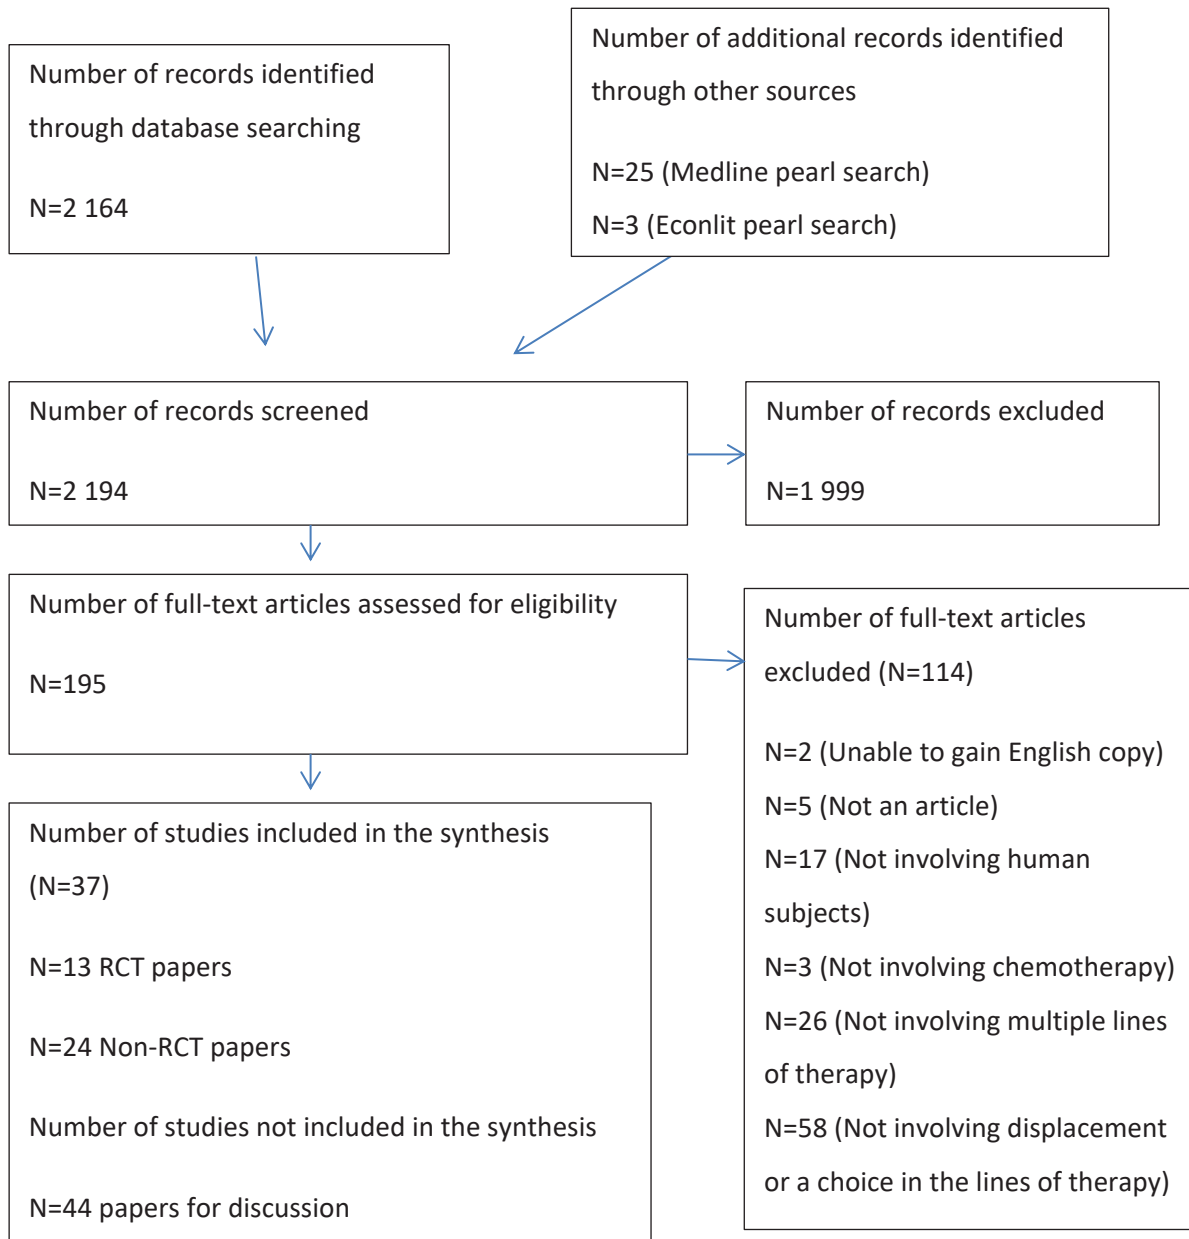 Number of records identified
through database searching
N=2 164
Number of additional records identified
through other sources
N=25 (Medline pearl search)
N=3 (Econlit pearl search)
Number of records screened
N=2 194
Number of records excluded
N=1 999
Number of full-text articles assessed for eligibility
N=195
Number of full-text articles
excluded (N=114)
N=2 (Unable to gain English copy)
N=5 (Not an article)
N=17 (Not involving human
subjects)
N=3 (Not involving chemotherapy)
N=26 (Not involving multiple lines
of therapy)
N=58 (Not involving displacement
or a choice in the lines of therapy)
Number of studies included in the synthesis
(N=37)
N=13 RCT papers
N=24 Non-RCT papers
Number of studies not included in the synthesis
N=44 papers for discussion